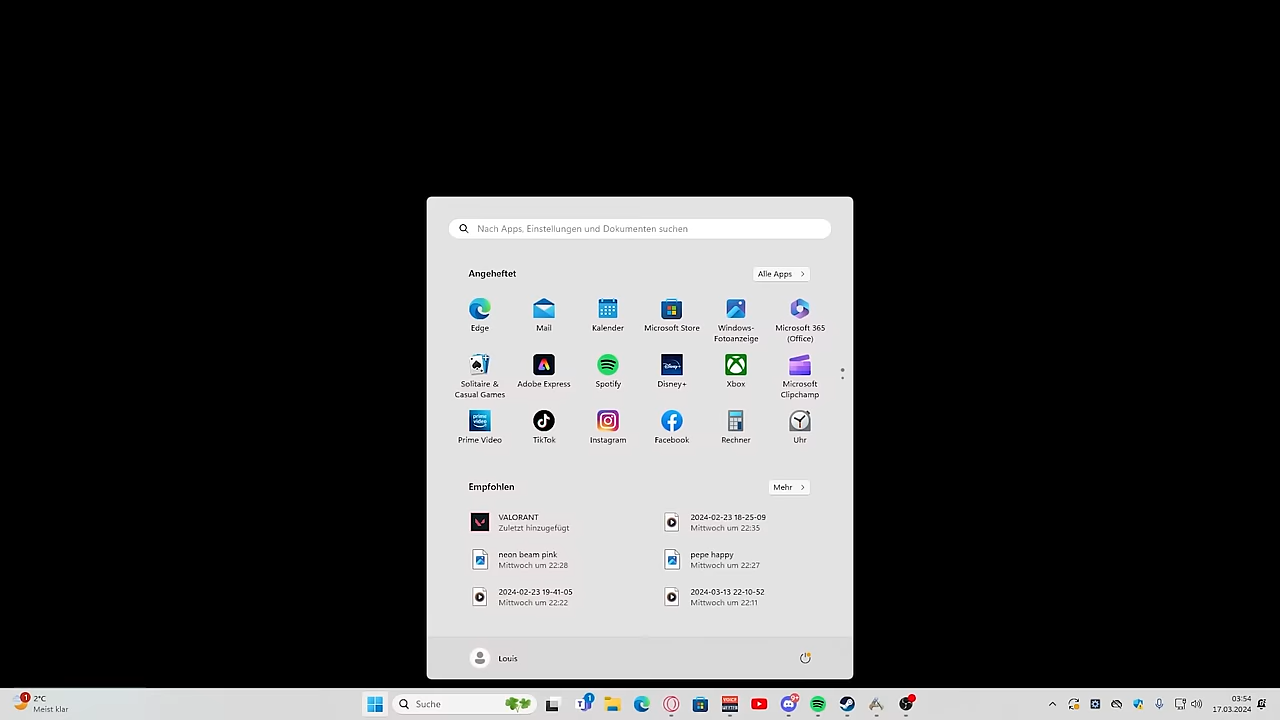 Nach Apps, Einstellungen und Dokumenten suchen
Angeheftet
Alle Apps
Edge
Mail
Kalender
Microsoft Store
Windows-
Fotoanzeige
Microsoft 365
(Office)
Solitaire &
Casual Games
Adobe Express
Spotify
Disney+
Xbox
Microsoft
Clipchamp
Prime Video
TikTok
Instagram
Facebook
Rechner
Uhr
Empfohlen
Mehr
VALORANT
Zuletzt hinzugefügt
2024-02-23 18-25-09
Mittwoch um 22:35
neon beam pink
Mittwoch um 22:28
pepe happy
Mittwoch um 22:27
2024-02-23 19-41-05
Mittwoch um 22:22
2024-03-13 22-10-52
Mittwoch um 22:11
Louis
1
2°C
Meist klar
Suche
1
9+
03:54
17.03.2024